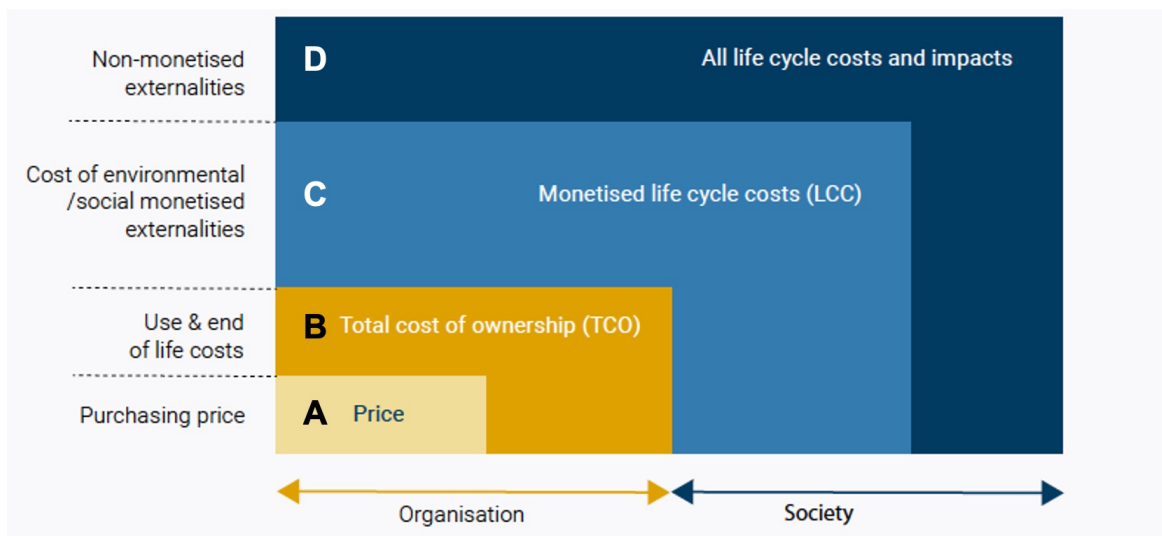 Non-monetised
externalities
D
All life cycle costs and impacts
Cost of environmental
/social monetised
externalities
C
Monetised life cycle costs (LCC)
Use & end
of life costs
B
Total cost of ownership (TCO)
Purchasing price
A
Price
Organisation
Society